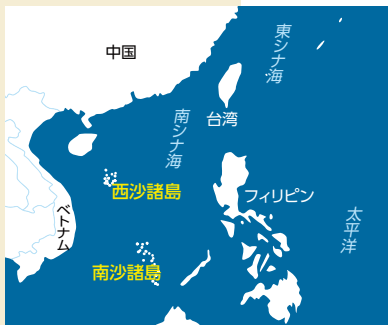 中国
東シナ海
台湾
南シナ海
西沙諸島
フィリピン
ベトナム
太平洋
南沙諸島